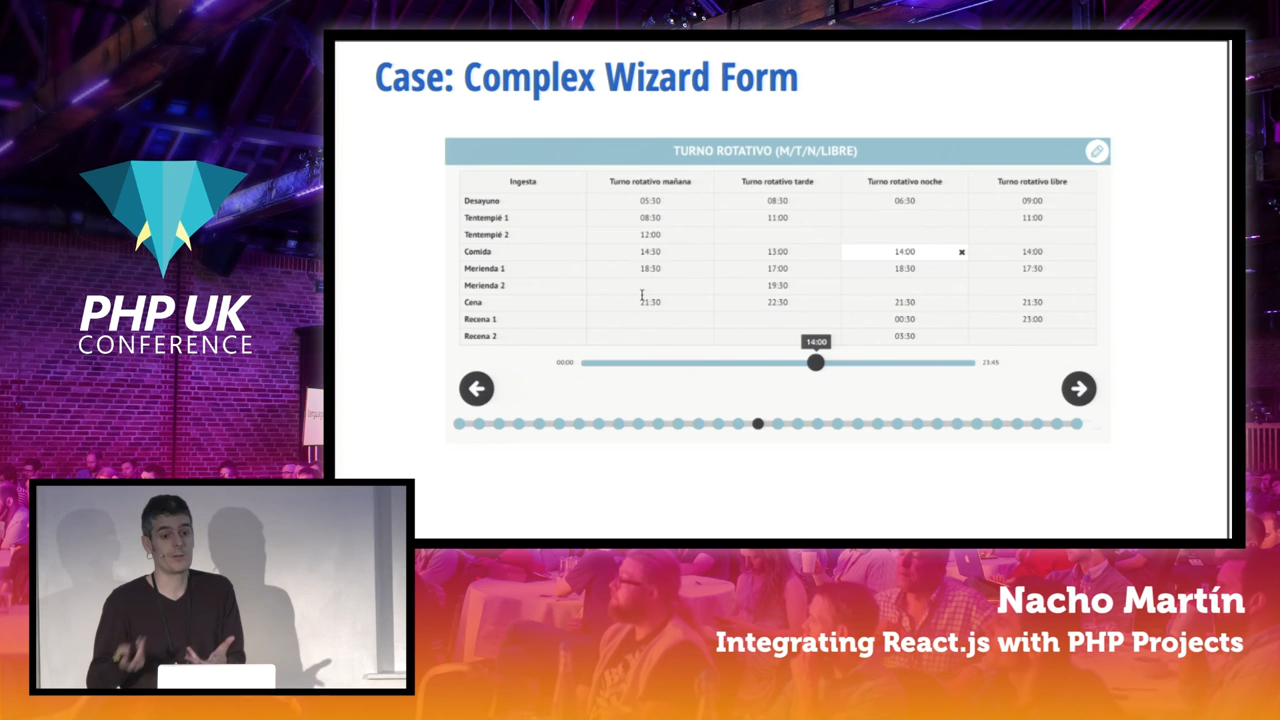 Case: Complex Wizard Form
TURNO ROTATIVO (M/T/N/LIBRE)
Ingesta Turno rotativo mañana Turno rotativo tarde Turno rotativo noche Turno rotativo libre
Desayuno 05:30 08:30 06:30 09:00
Tentempié 1 08:30 11:00 11:00
Tentempié 2 12:00
Comida 14:30 13:00 14:00 14:00
Merienda 1 18:30 17:00 18:30 17:30
Merienda 2 19:30
Cena 21:30 22:30 21:30 21:30
Recena 1 00:30 23:00
Recena 2 03:30
14:00
00:00 23:45
PHP UK
CONFERENCE
Nacho Martín
Integrating React.js with PHP Projects